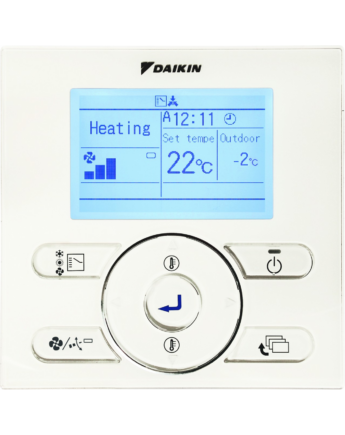 DAIKIN
A12:11
Heating
Set tempe Outdoor
22°C -2°C